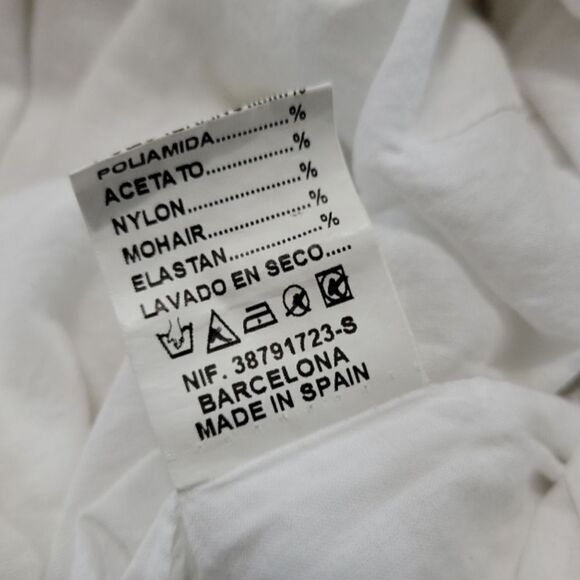 POLIAMIDA..............%
ACETATO.................%
NYLON......................%
MOHAIR....................%
ELASTAN..................%
LAVADO EN SECO.....
NIF. 38791723-S
BARCELONA
MADE IN SPAIN